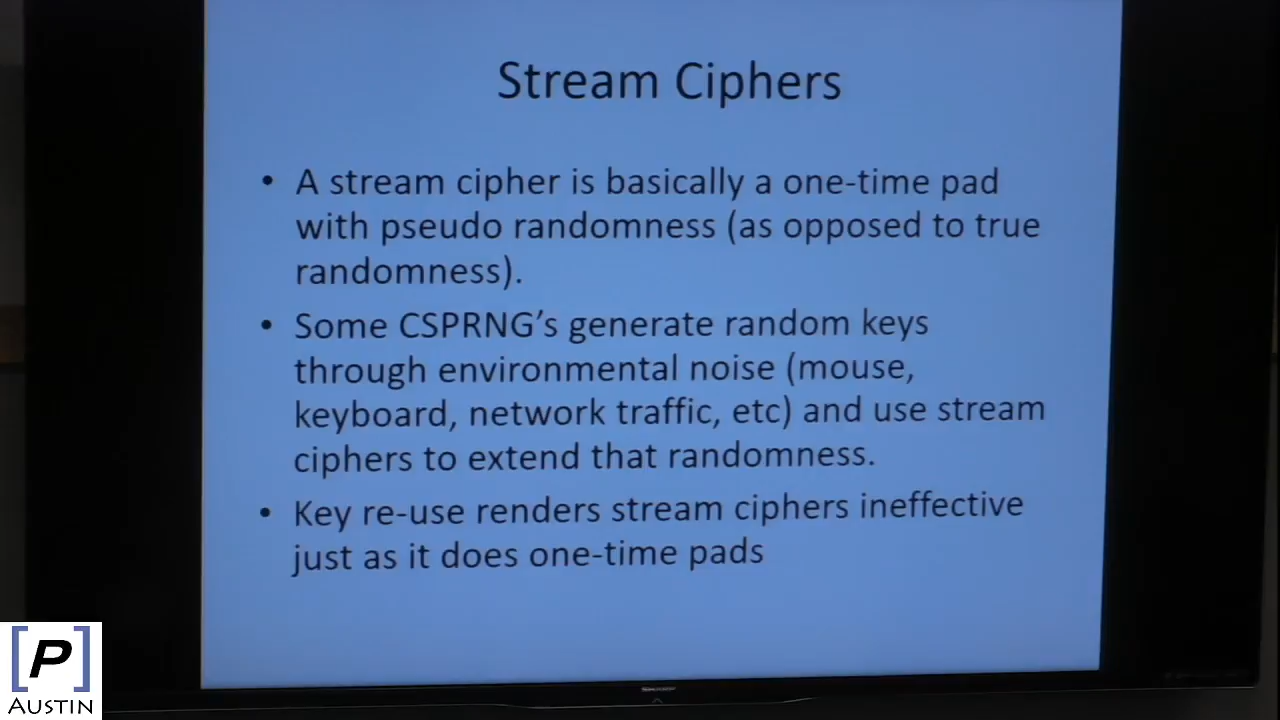 Stream Ciphers
• A stream cipher is basically a one-time pad
with pseudo randomness (as opposed to true
randomness).
• Some CSPRNG's generate random keys
through environmental noise (mouse,
keyboard, network traffic, etc) and use stream
ciphers to extend that randomness.
• Key re-use renders stream ciphers ineffective
just as it does one-time pads
SHARP
[P]
AUSTIN